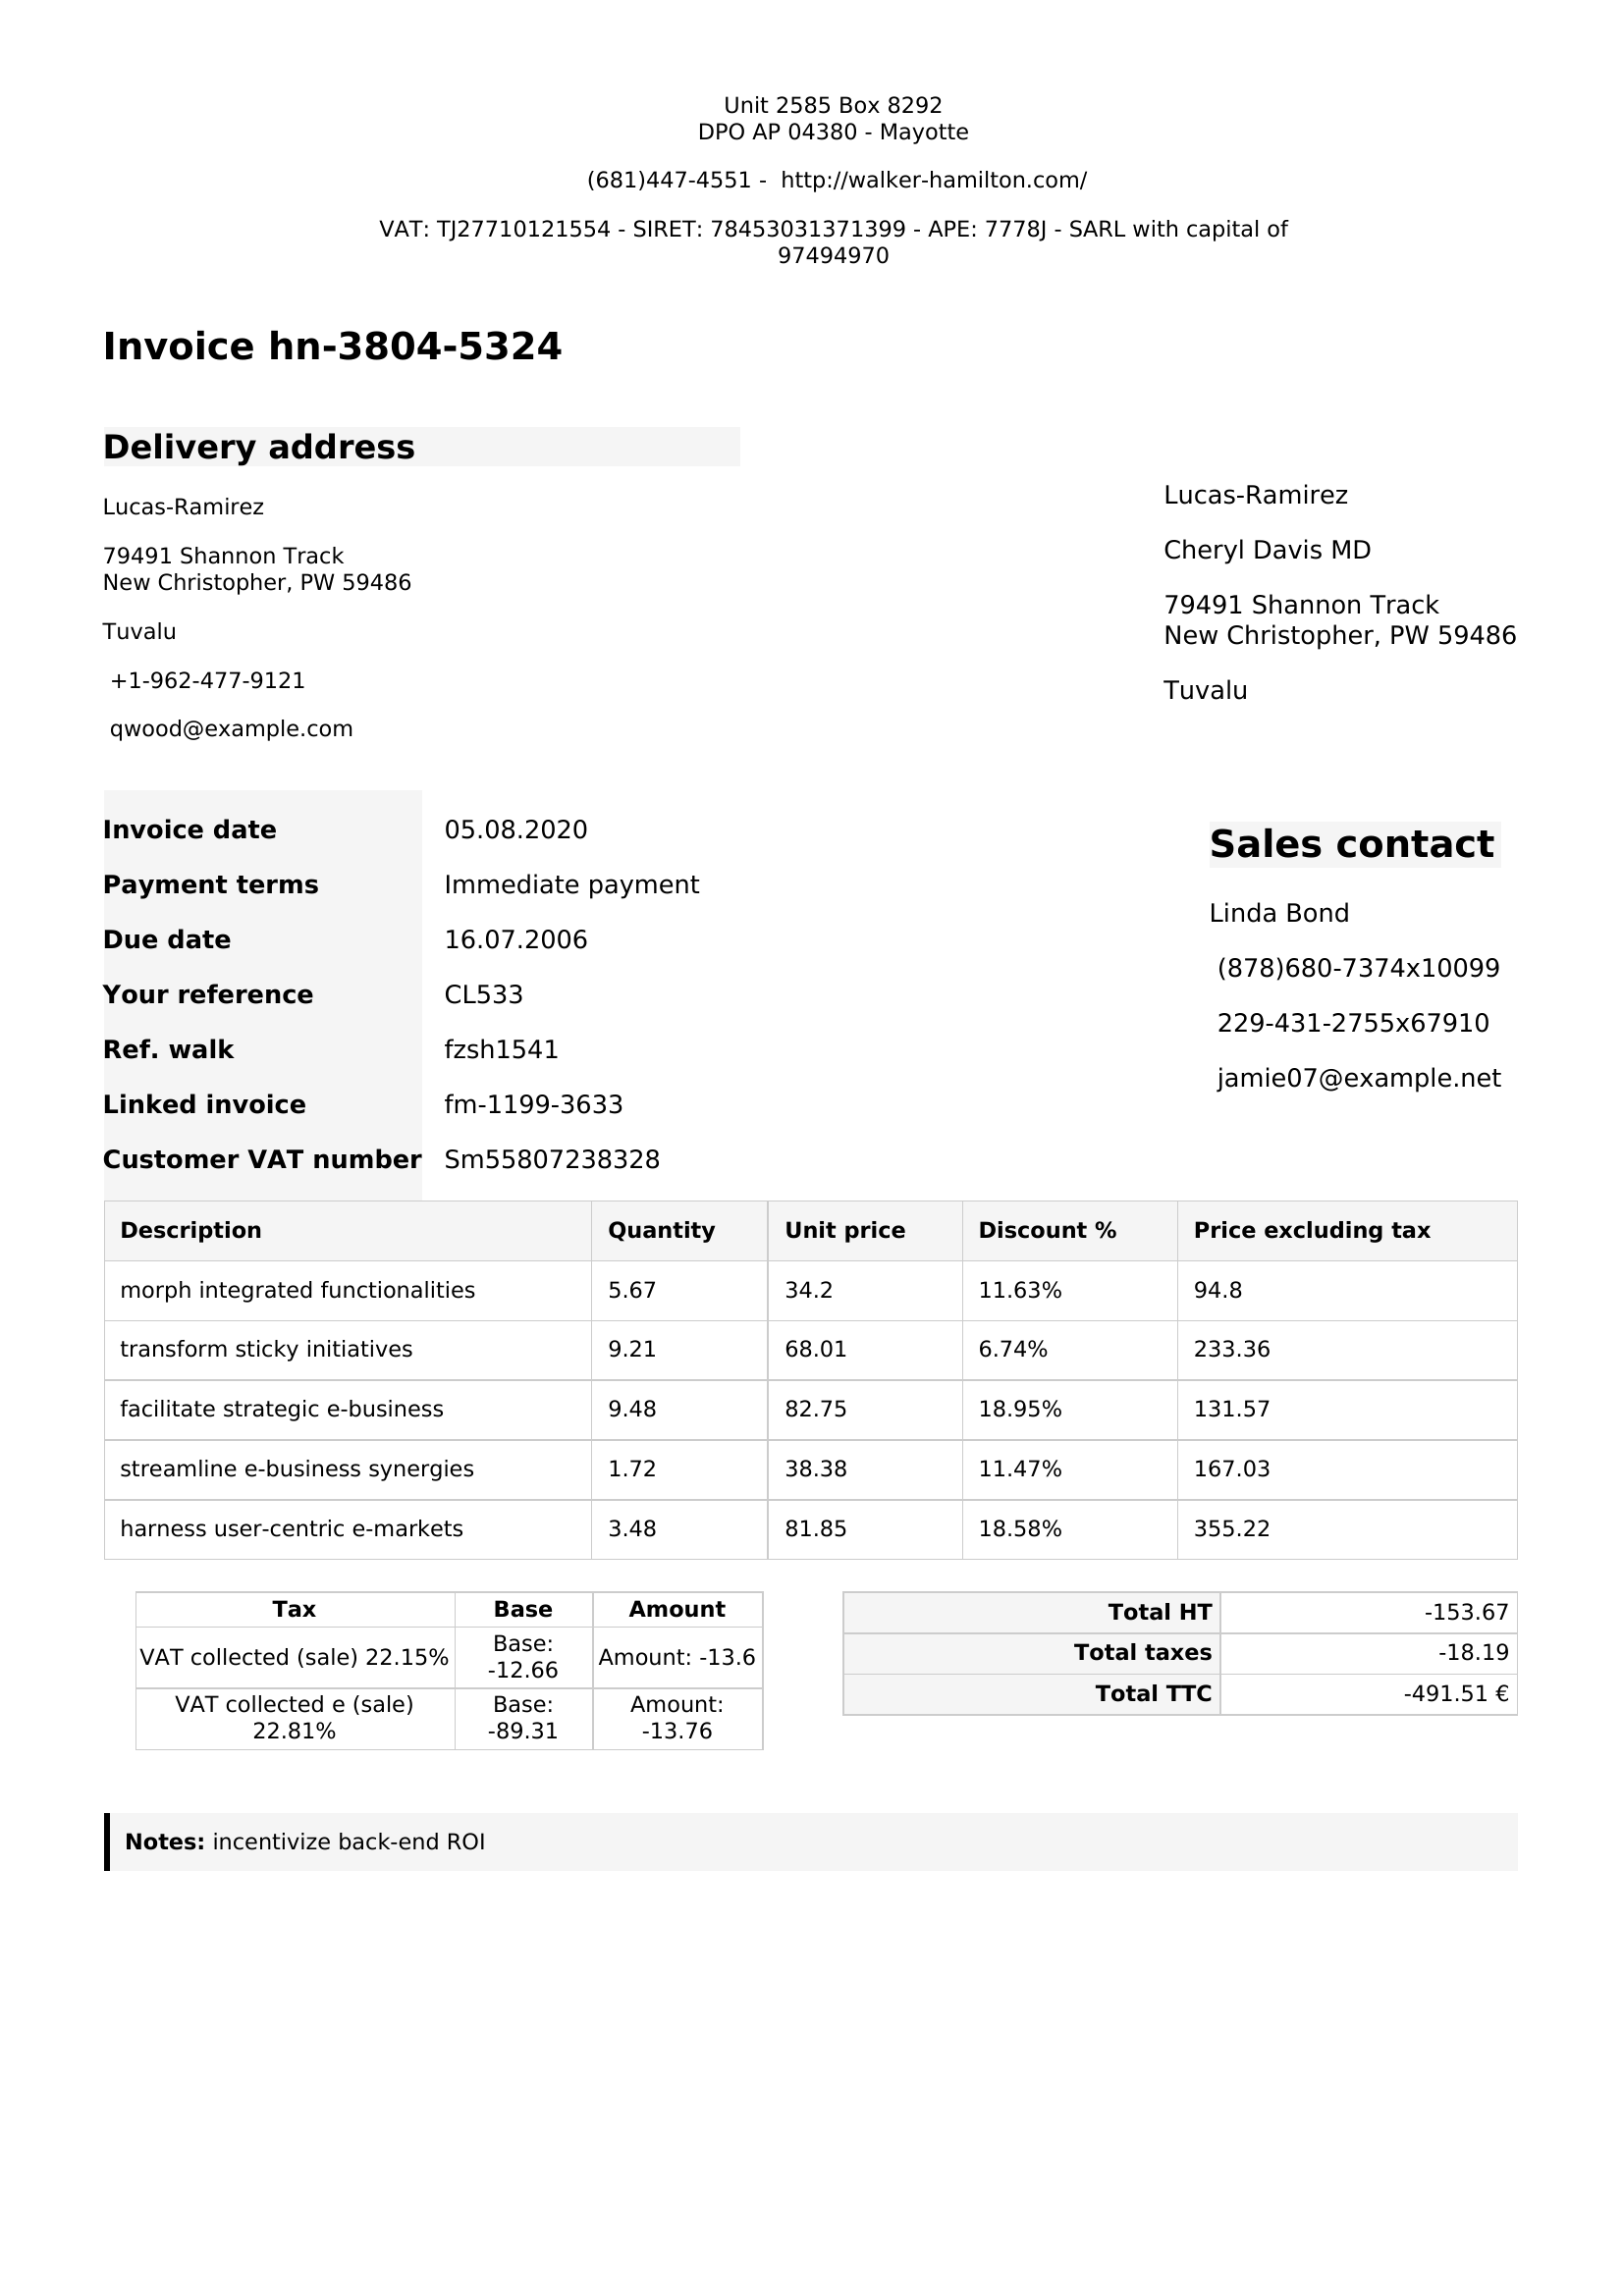 Unit 2585 Box 8292
DPO AP 04380 - Mayotte
(681)447-4551 - http://walker-hamilton.com/
VAT: TJ27710121554 - SIRET: 78453031371399 - APE: 7778J - SARL with capital of
97494970
Invoice hn-3804-5324
Delivery address
Lucas-Ramirez
79491 Shannon Track
New Christopher, PW 59486
Tuvalu
+1-962-477-9121
qwood@example.com
Lucas-Ramirez
Cheryl Davis MD
79491 Shannon Track
New Christopher, PW 59486
Tuvalu
Invoice date 05.08.2020
Payment terms Immediate payment
Due date 16.07.2006
Your reference CL533
Ref. walk fzsh1541
Linked invoice fm-1199-3633
Customer VAT number Sm55807238328
Sales contact
Linda Bond
(878)680-7374x10099
229-431-2755x67910
jamie07@example.net
Description Quantity Unit price Discount % Price excluding tax
morph integrated functionalities 5.67 34.2 11.63% 94.8
transform sticky initiatives 9.21 68.01 6.74% 233.36
facilitate strategic e-business 9.48 82.75 18.95% 131.57
streamline e-business synergies 1.72 38.38 11.47% 167.03
harness user-centric e-markets 3.48 81.85 18.58% 355.22
Tax Base Amount
VAT collected (sale) 22.15% Base: -12.66 Amount: -13.6
VAT collected e (sale) 22.81% Base: -89.31 Amount: -13.76
Total HT -153.67
Total taxes -18.19
Total TTC -491.51 €
Notes: incentivize back-end ROI